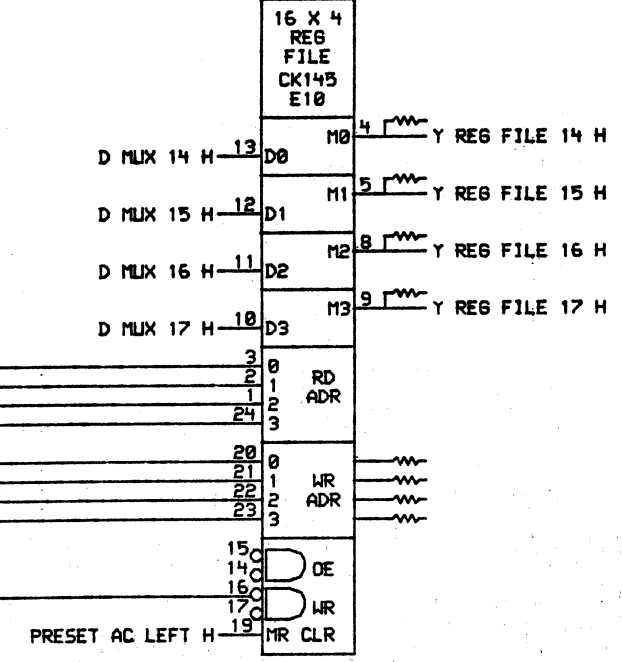 16 X 4
REG
FILE
CK145
E10
D MUX 14 H 13 D0 M0 4 Y REG FILE 14 H
D MUX 15 H 12 D1 M1 5 Y REG FILE 15 H
D MUX 16 H 11 D2 M2 8 Y REG FILE 16 H
D MUX 17 H 10 D3 M3 9 Y REG FILE 17 H
3 0
2 1 RD
1 2 ADR
24 3
20 0
21 1 WR
22 2 ADR
23 3
15
14 OE
16
17 WR
PRESET AC LEFT H 19 MR CLR